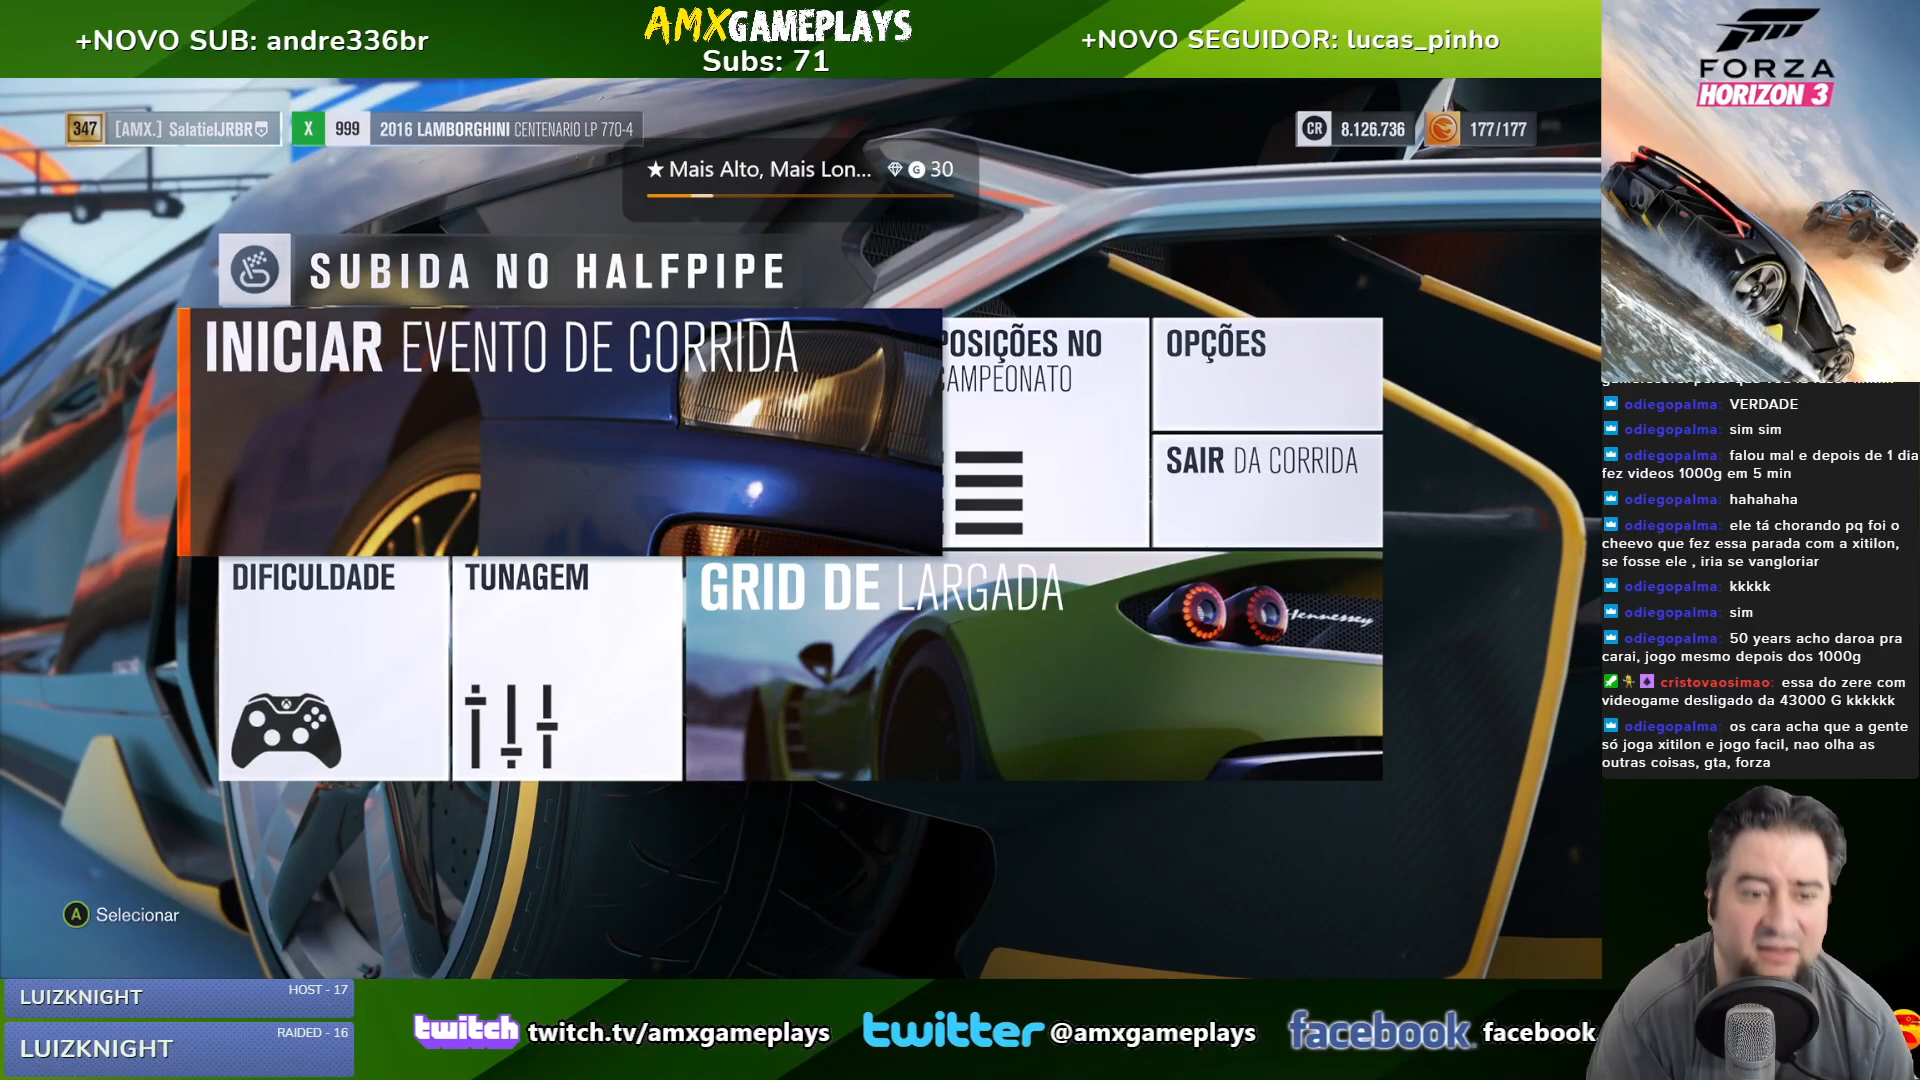 +NOVO SUB: andre336br
AMXGAMEPLAYS
Subs: 71
+NOVO SEGUIDOR: lucas_pinho
FORZA
HORIZON 3
347 [AMX.] SalatielJRBR
X 999 2016 LAMBORGHINI CENTENARIO LP 770-4
CR 8.126.736 177/177
★ Mais Alto, Mais Lon... G 30
SUBIDA NO HALFPIPE
INICIAR EVENTO DE CORRIDA
POSIÇÕES NO
CAMPEONATO
OPÇÕES
SAIR DA CORRIDA
DIFICULDADE
TUNAGEM
GRID DE LARGADA
Hennessey
A Selecionar
odiegopalma: VERDADE
odiegopalma: sim sim
odiegopalma: falou mal e depois de 1 dia
fez videos 1000g em 5 min
odiegopalma: hahahaha
odiegopalma: ele tá chorando pq foi o
cheevo que fez essa parada com a xitilon,
se fosse ele , iria se vangloriar
odiegopalma: kkkkk
odiegopalma: sim
odiegopalma: 50 years acho daroa pra
carai, jogo mesmo depois dos 1000g
cristovaosimao: essa do zere com
videogame desligado da 43000 G kkkkkk
odiegopalma: os cara acha que a gente
só joga xitilon e jogo facil, nao olha as
outras coisas, gta, forza
LUIZKNIGHT
HOST - 17
LUIZKNIGHT
RAIDED - 16
twitch twitch.tv/amxgameplays
twitter @amxgameplays
facebook facebook